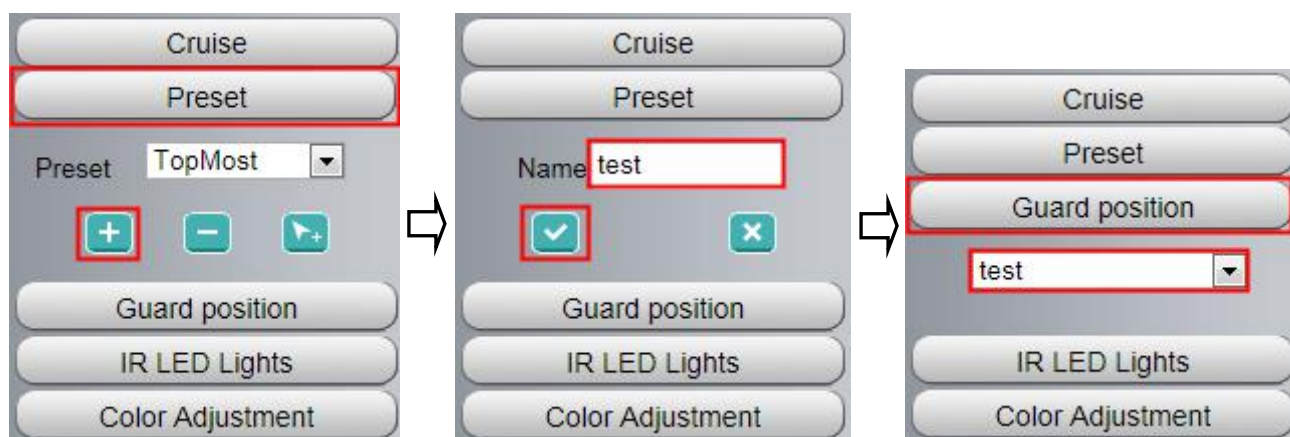 Cruise
Preset
Preset TopMost
Guard position
IR LED Lights
Color Adjustment
Cruise
Preset
Name test
Guard position
IR LED Lights
Color Adjustment
Cruise
Preset
Guard position
test
IR LED Lights
Color Adjustment